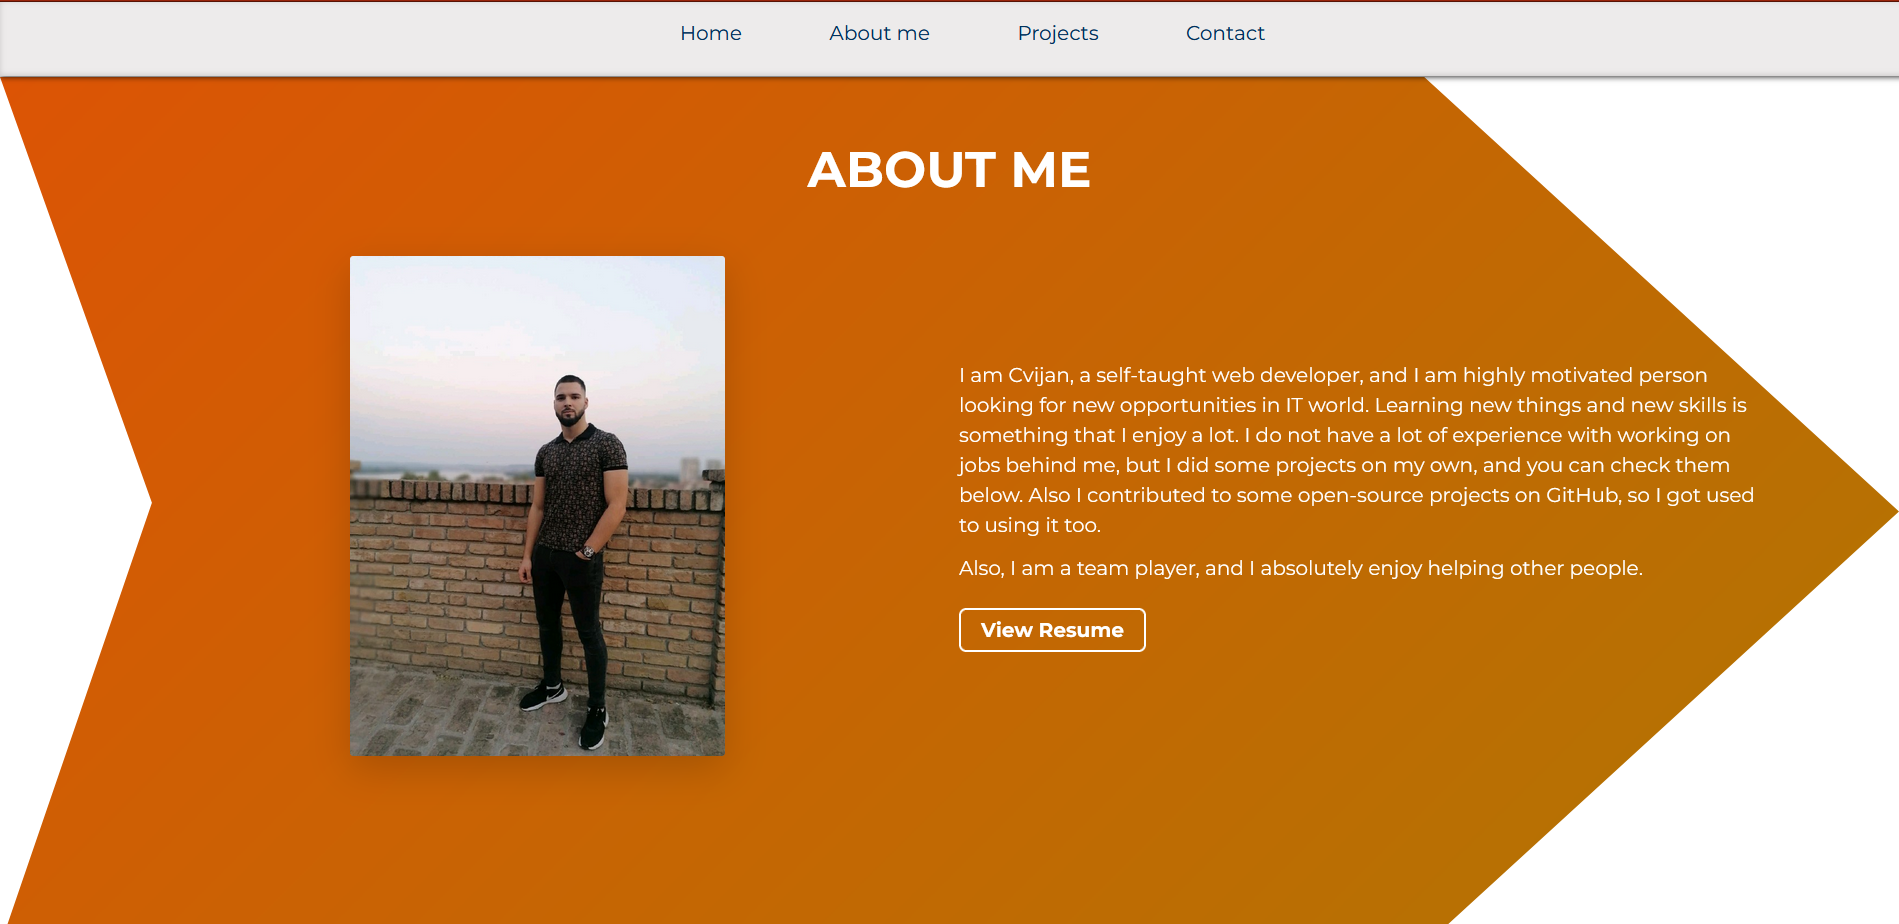 Home
About me
Projects
Contact
ABOUT ME
I am Cvijan, a self-taught web developer, and I am highly motivated person
looking for new opportunities in IT world. Learning new things and new skills is
something that I enjoy a lot. I do not have a lot of experience with working on
jobs behind me, but I did some projects on my own, and you can check them
below. Also I contributed to some open-source projects on GitHub, so I got used
to using it too.
Also, I am a team player, and I absolutely enjoy helping other people.
View Resume